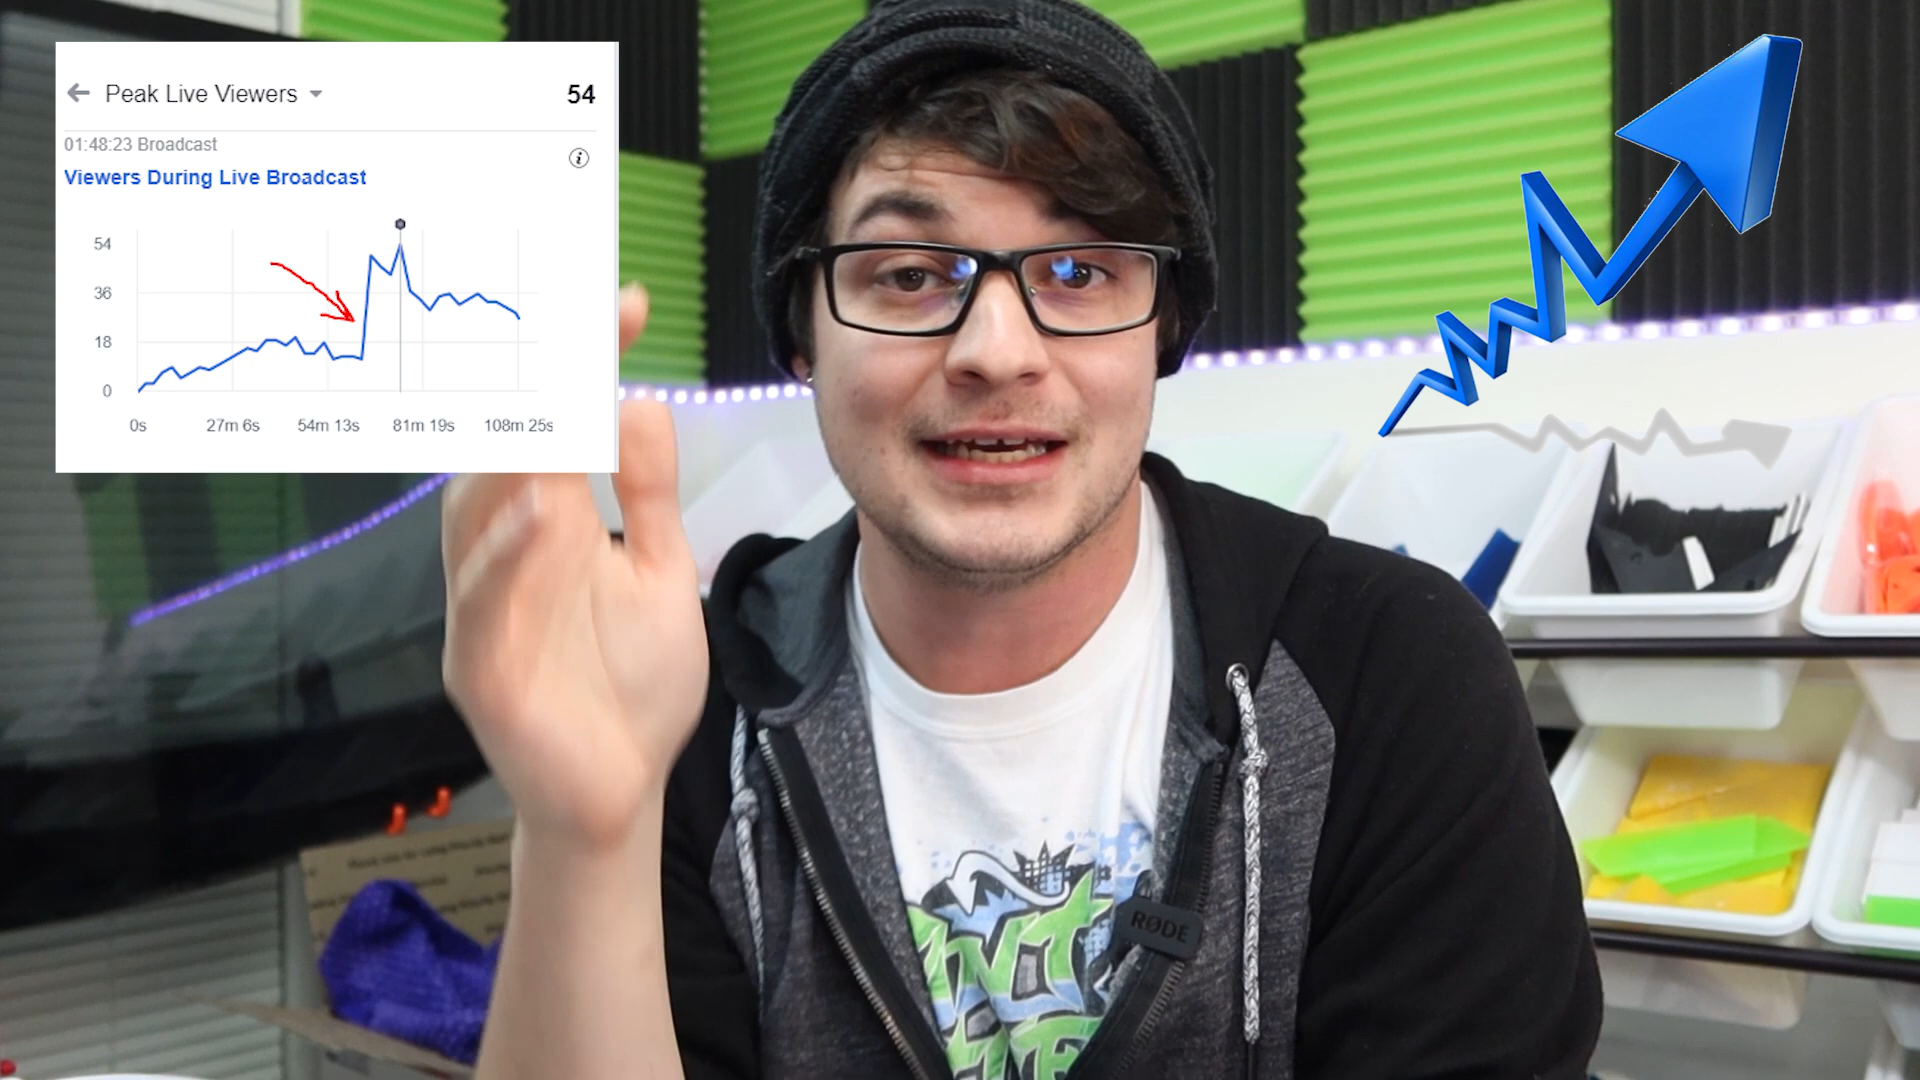 Peak Live Viewers
54
01:48:23 Broadcast
Viewers During Live Broadcast
54
36
18
0
0s 27m 6s 54m 13s 81m 19s 108m 25s
RØDE